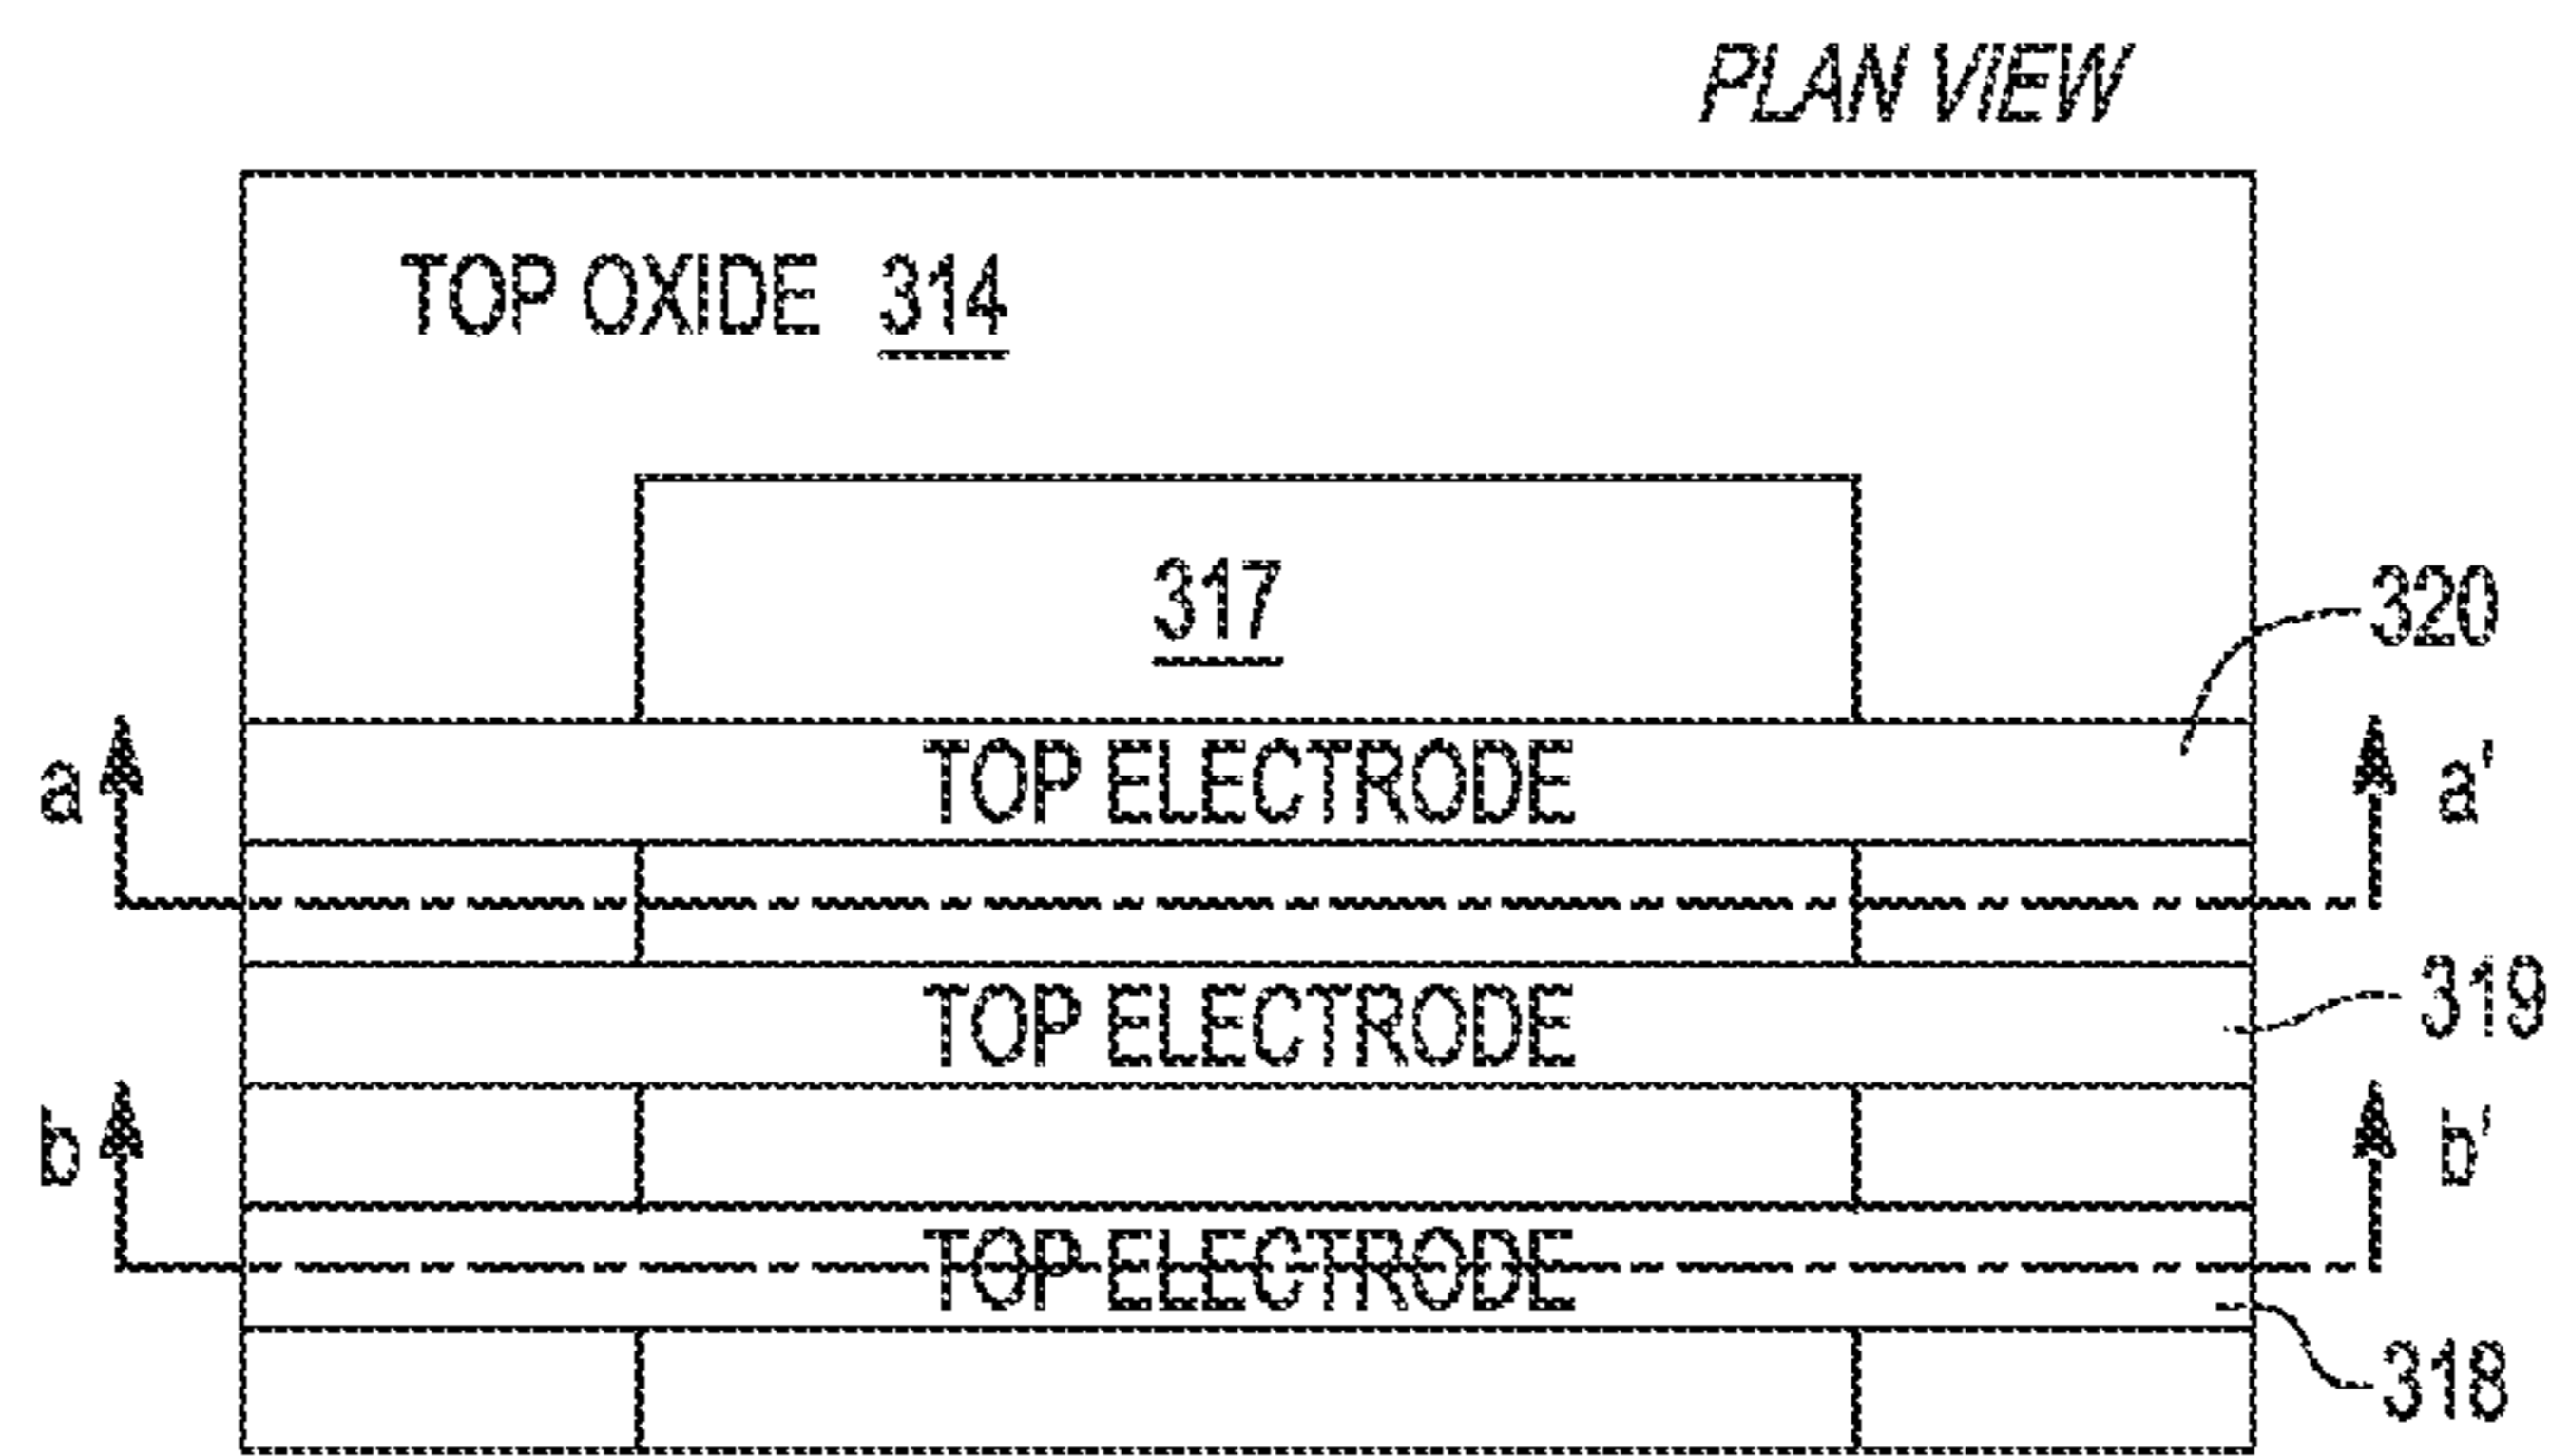 PLAN VIEW
TOP OXIDE 314
317
320
a TOP ELECTRODE a'
TOP ELECTRODE
319
b b'
TOP ELECTRODE
318